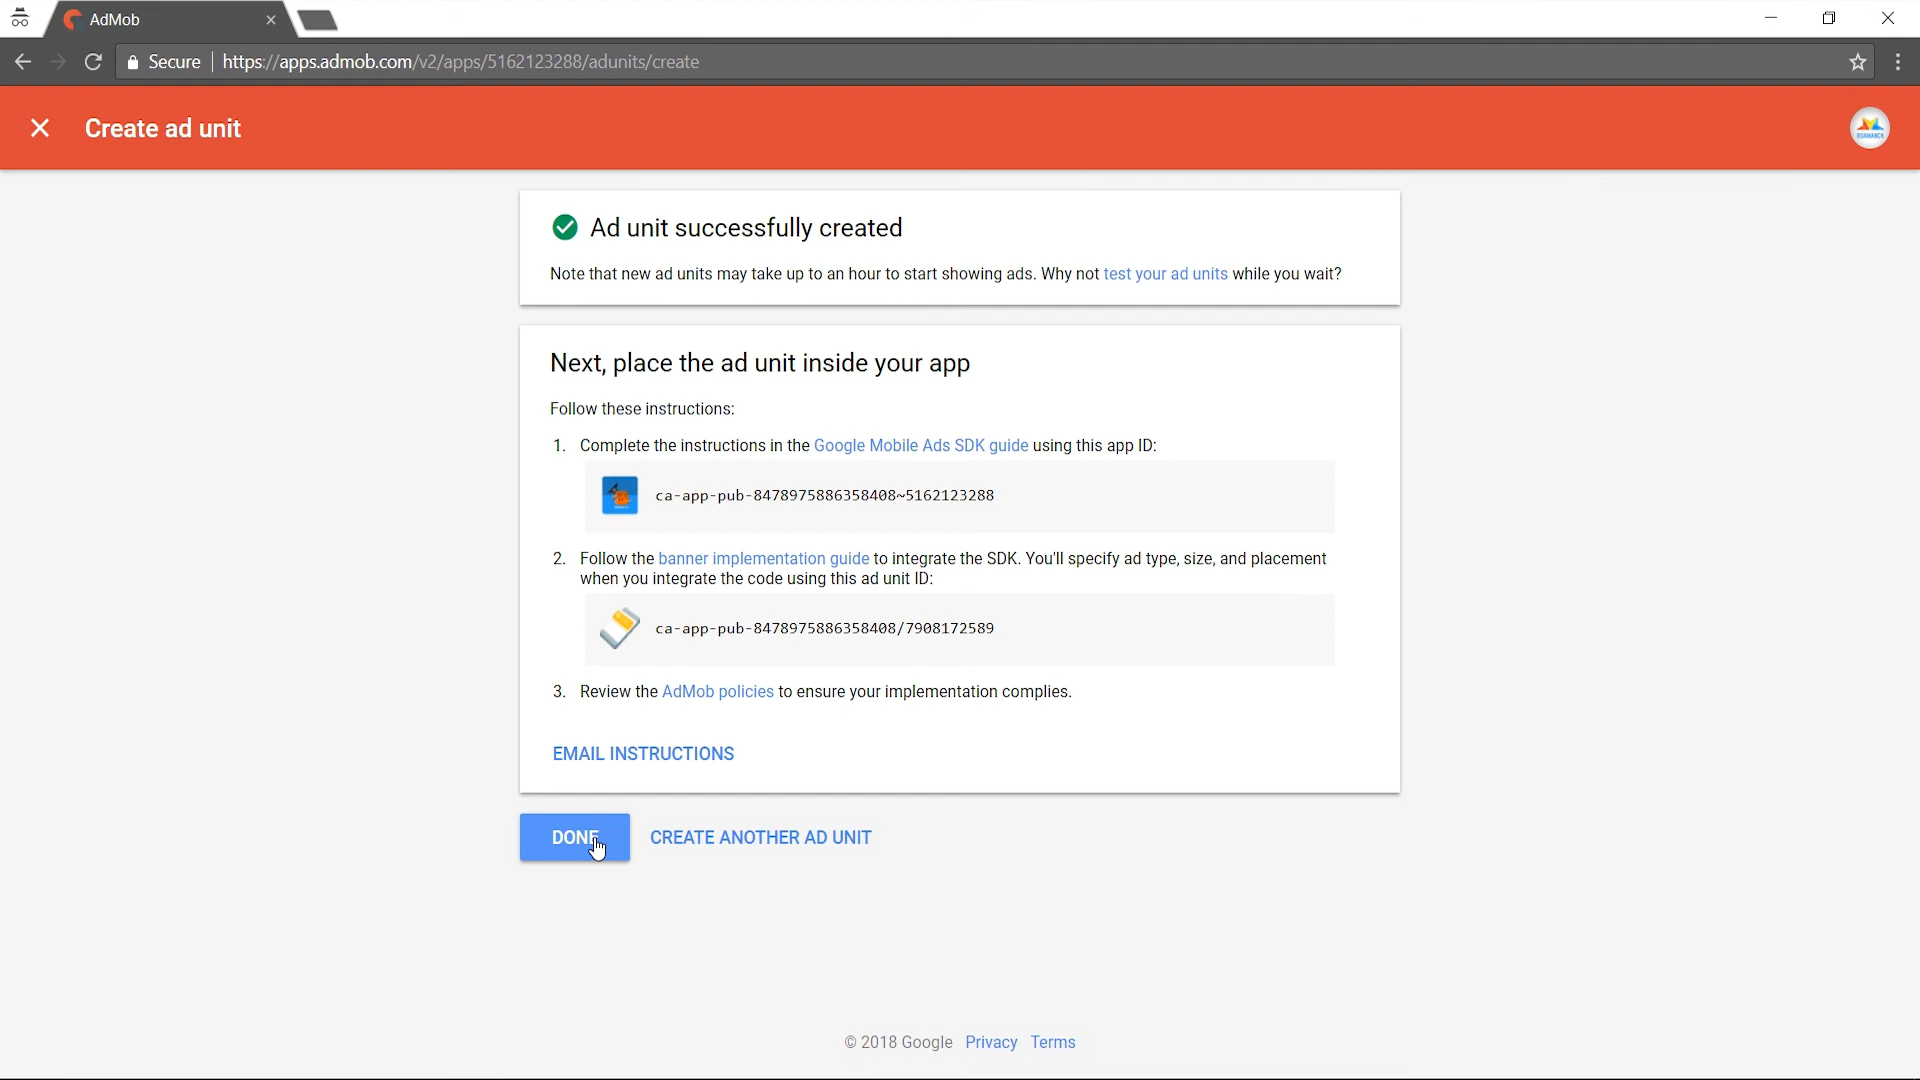 AdMob
Secure https://apps.admob.com/v2/apps/5162123288/adunits/create
Create ad unit
Ad unit successfully created
Note that new ad units may take up to an hour to start showing ads. Why not test your ad units while you wait?
Next, place the ad unit inside your app
Follow these instructions:
1. Complete the instructions in the Google Mobile Ads SDK guide using this app ID:
ca-app-pub-8478975886358408~5162123288
2. Follow the banner implementation guide to integrate the SDK. You'll specify ad type, size, and placement
when you integrate the code using this ad unit ID:
ca-app-pub-8478975886358408/7908172589
3. Review the AdMob policies to ensure your implementation complies.
EMAIL INSTRUCTIONS
DONE CREATE ANOTHER AD UNIT
© 2018 Google Privacy Terms